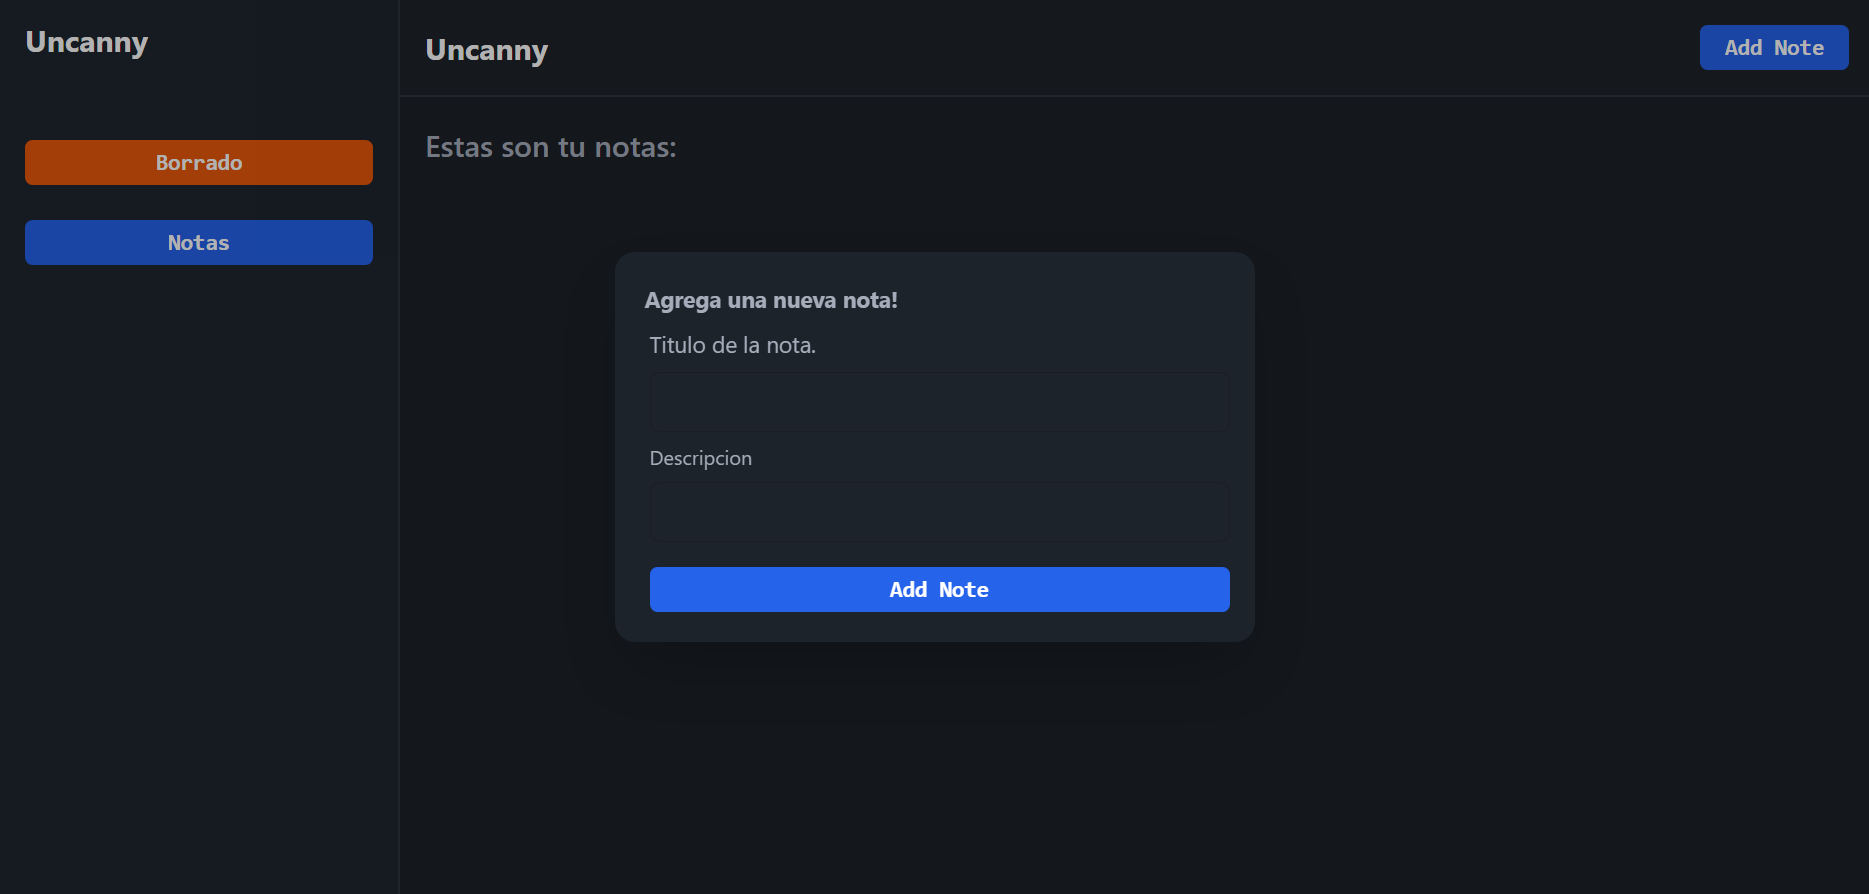 Uncanny
Borrado
Notas
Uncanny
Add Note
Estas son tu notas:
Agrega una nueva nota!
Titulo de la nota.
Descripcion
Add Note